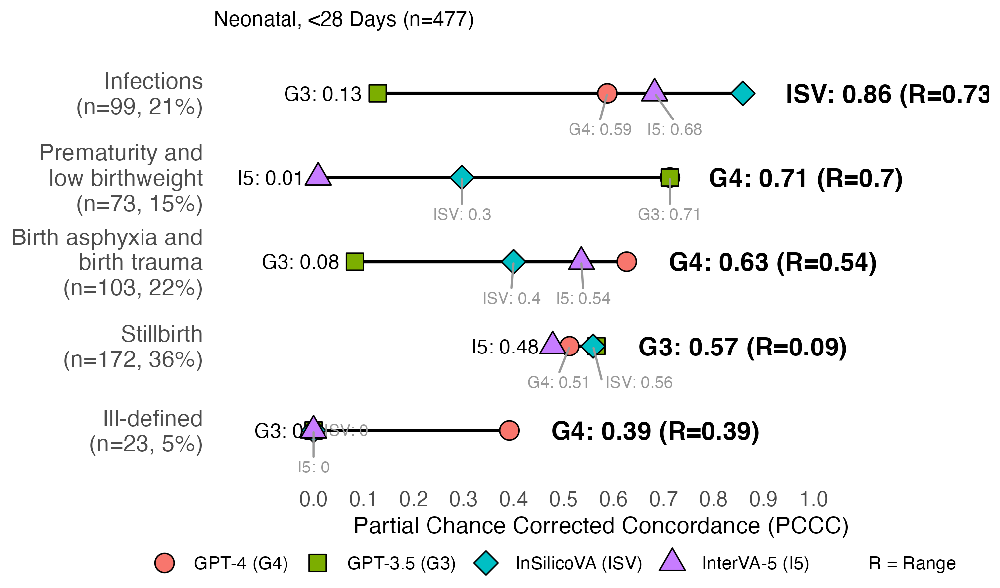 Neonatal, <28 Days (n=477)
Infections
(n=99, 21%)
G3: 0.13
ISV: 0.86 (R=0.73
G4: 0.59
I5: 0.68
Prematurity and
low birthweight
(n=73, 15%)
I5: 0.01
G4: 0.71 (R=0.7)
ISV: 0.3
G3: 0.71
Birth asphyxia and
birth trauma
(n=103, 22%)
G3: 0.08
G4: 0.63 (R=0.54)
ISV: 0.4
I5: 0.54
Stillbirth
(n=172, 36%)
I5: 0.48
G3: 0.57 (R=0.09)
G4: 0.51
ISV: 0.56
Ill-defined
(n=23, 5%)
G3: 0
ISV: 0
G4: 0.39 (R=0.39)
I5: 0
0.0 0.1 0.2 0.3 0.4 0.5 0.6 0.7 0.8 0.9 1.0
Partial Chance Corrected Concordance (PCCC)
GPT-4 (G4) GPT-3.5 (G3) InSilicoVA (ISV) InterVA-5 (I5) R = Range